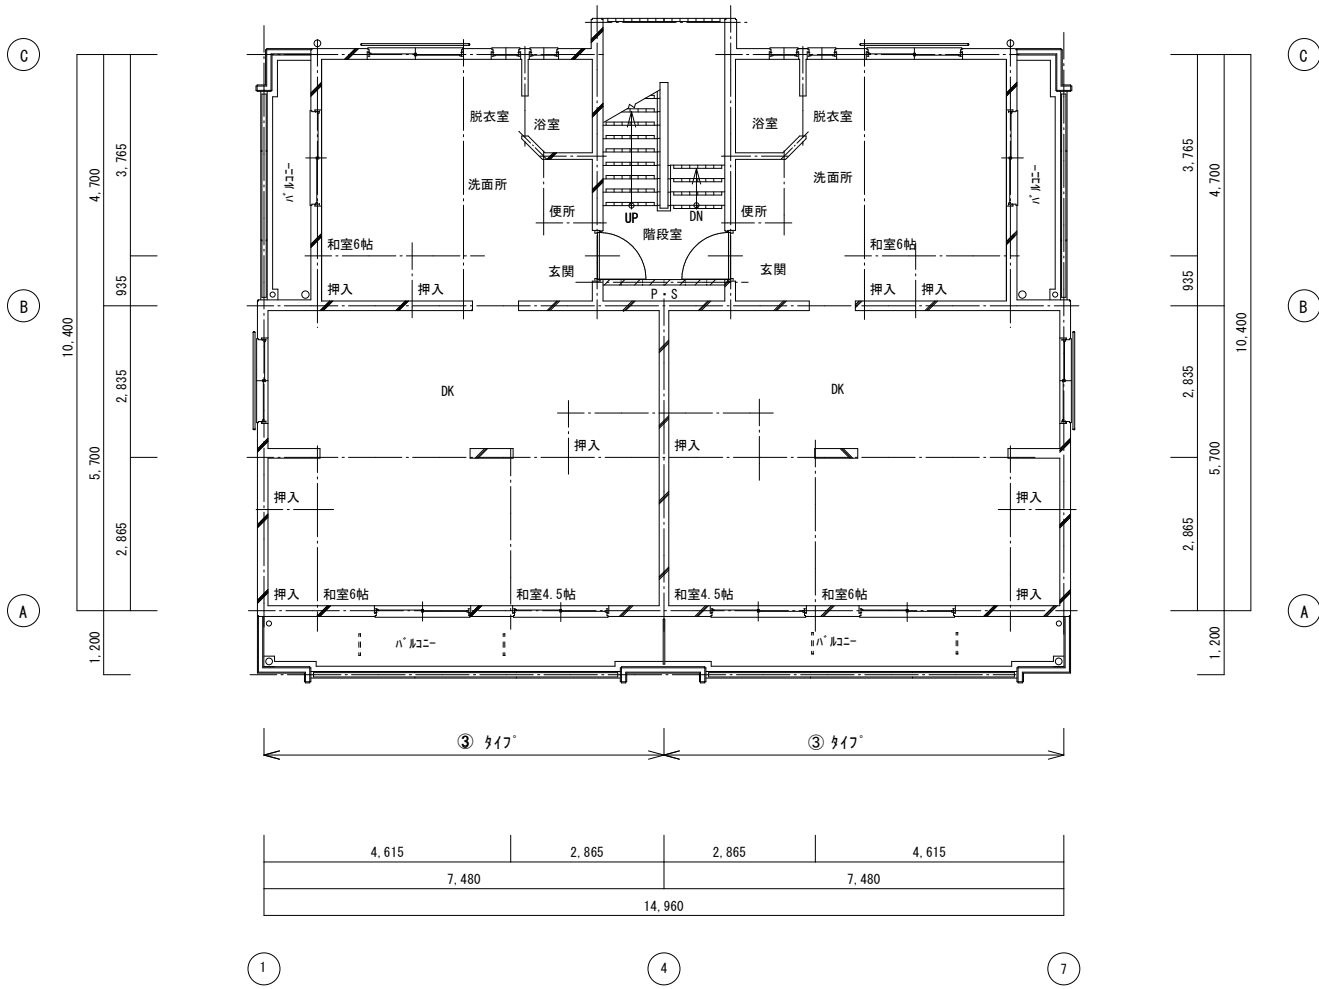 C
C
3,765
4,700
935
B
B
10,400
2,835
5,700
2,865
A
A
1,200
3,765
4,700
935
10,400
2,835
5,700
2,865
1,200
バルコニー
脱衣室
浴室
洗面所
便所
和室6帖
玄関
押入
押入
UP
DN
階段室
P・S
浴室
脱衣室
洗面所
便所
和室6帖
玄関
押入
押入
バルコニー
DK
DK
押入
押入
押入
押入
押入
和室6帖
和室4.5帖
和室4.5帖
和室6帖
押入
バルコニー
バルコニー
③ タイプ
③ タイプ
4,615
2,865
2,865
4,615
7,480
7,480
14,960
1
4
7